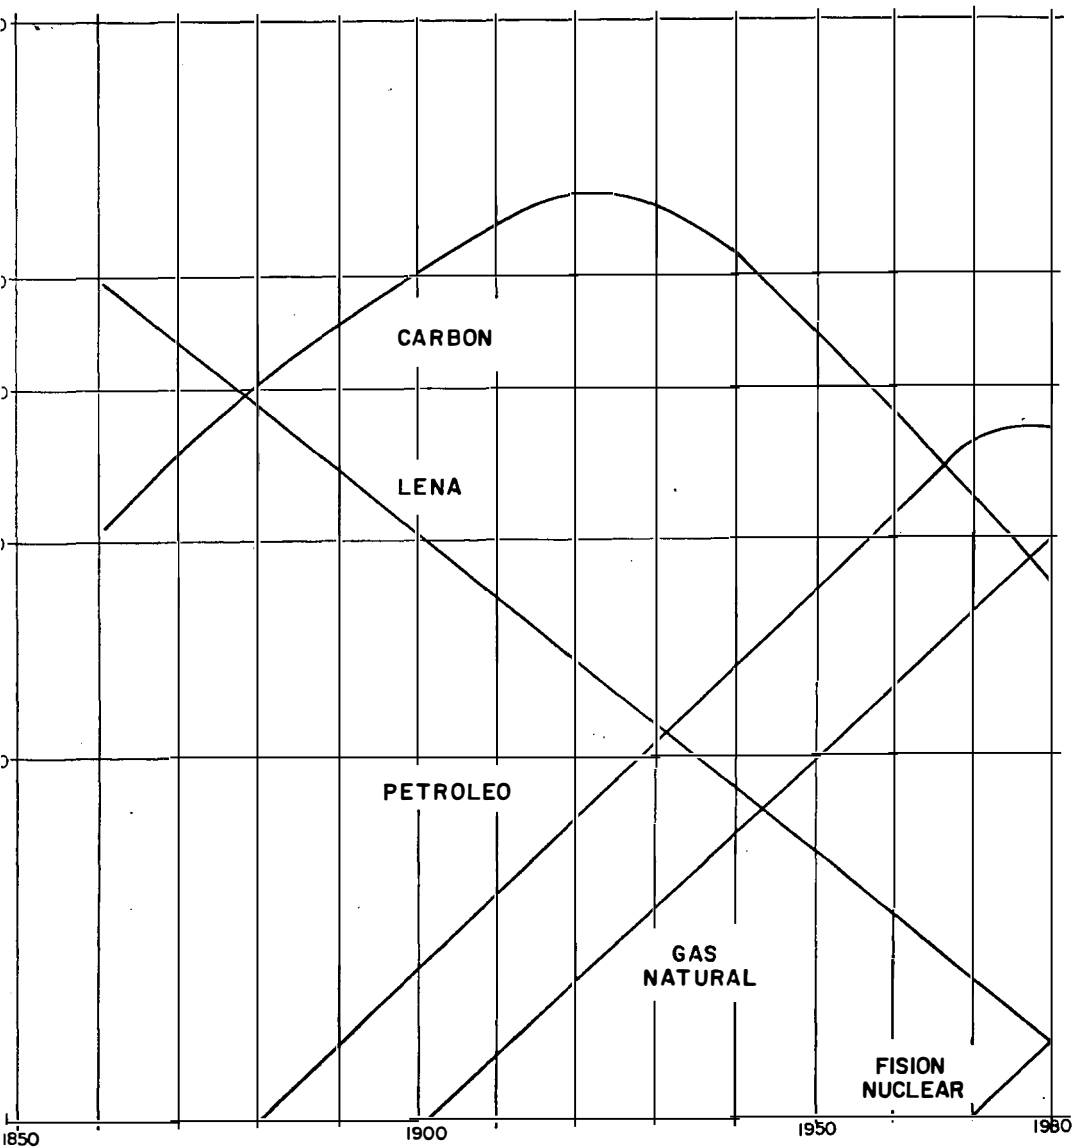 CARBON
LENA
PETROLEO
GAS
NATURAL
FISION
NUCLEAR
1850
1900
1950
1980